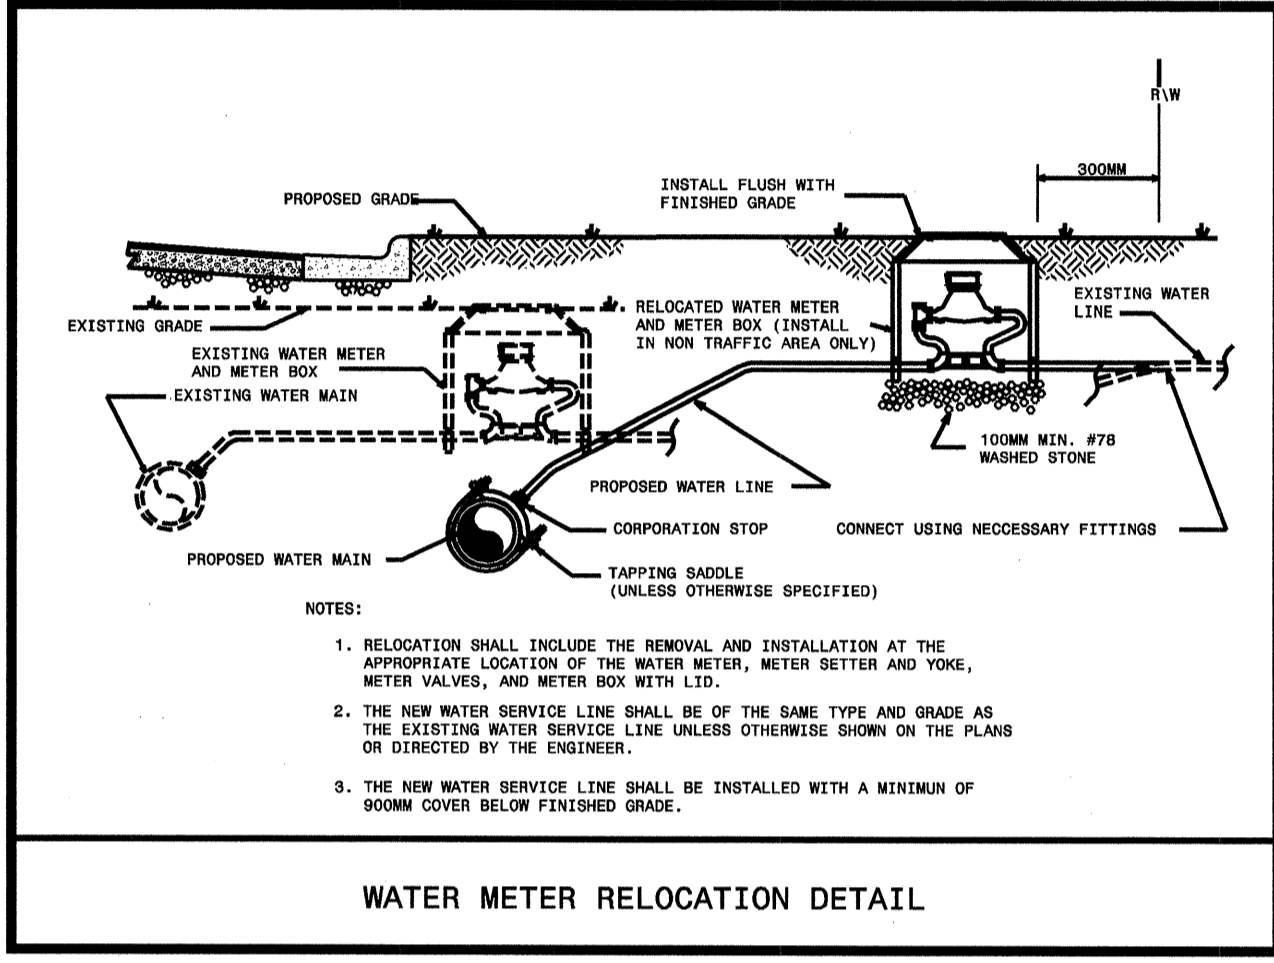 R\W
300MM
INSTALL FLUSH WITH
FINISHED GRADE
PROPOSED GRADE
EXISTING GRADE
EXISTING WATER METER
AND METER BOX
EXISTING WATER MAIN
RELOCATED WATER METER
AND METER BOX (INSTALL
IN NON TRAFFIC AREA ONLY)
EXISTING WATER
LINE
100MM MIN. #78
WASHED STONE
PROPOSED WATER LINE
CORPORATION STOP
CONNECT USING NECCESSARY FITTINGS
PROPOSED WATER MAIN
TAPPING SADDLE
(UNLESS OTHERWISE SPECIFIED)
NOTES:
1. RELOCATION SHALL INCLUDE THE REMOVAL AND INSTALLATION AT THE
APPROPRIATE LOCATION OF THE WATER METER, METER SETTER AND YOKE,
METER VALVES, AND METER BOX WITH LID.
2. THE NEW WATER SERVICE LINE SHALL BE OF THE SAME TYPE AND GRADE AS
THE EXISTING WATER SERVICE LINE UNLESS OTHERWISE SHOWN ON THE PLANS
OR DIRECTED BY THE ENGINEER.
3. THE NEW WATER SERVICE LINE SHALL BE INSTALLED WITH A MINIMUN OF
900MM COVER BELOW FINISHED GRADE.
WATER METER RELOCATION DETAIL